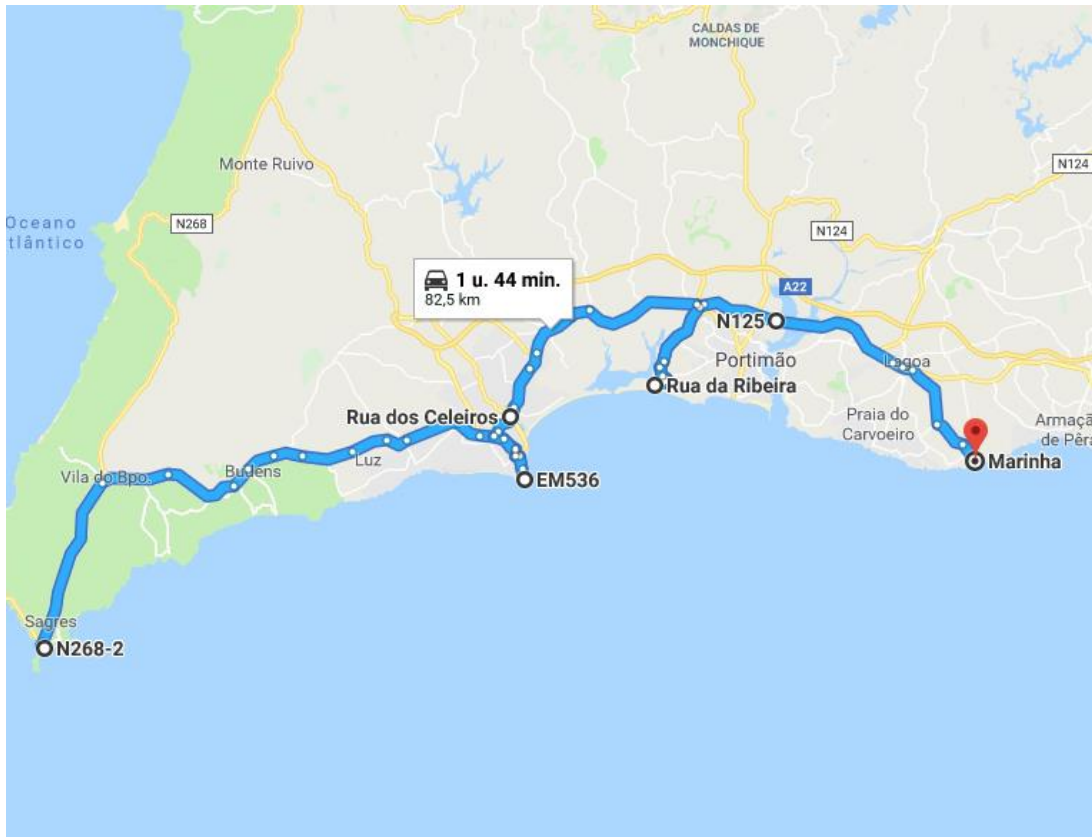 CALDAS DE
MONCHIQUE
Monte Ruivo
N124
Oceano
tlântico
N268
N124
1 u. 44 min.
82,5 km
A22
N125
Portimão
Lagoa
Rua da Ribeira
Rua dos Celeiros
Praia do
Carvoeiro
Armaçã
de Pêra
Marinha
Vila do Bpo.
Budens
Luz
EM536
Sagres
N268-2